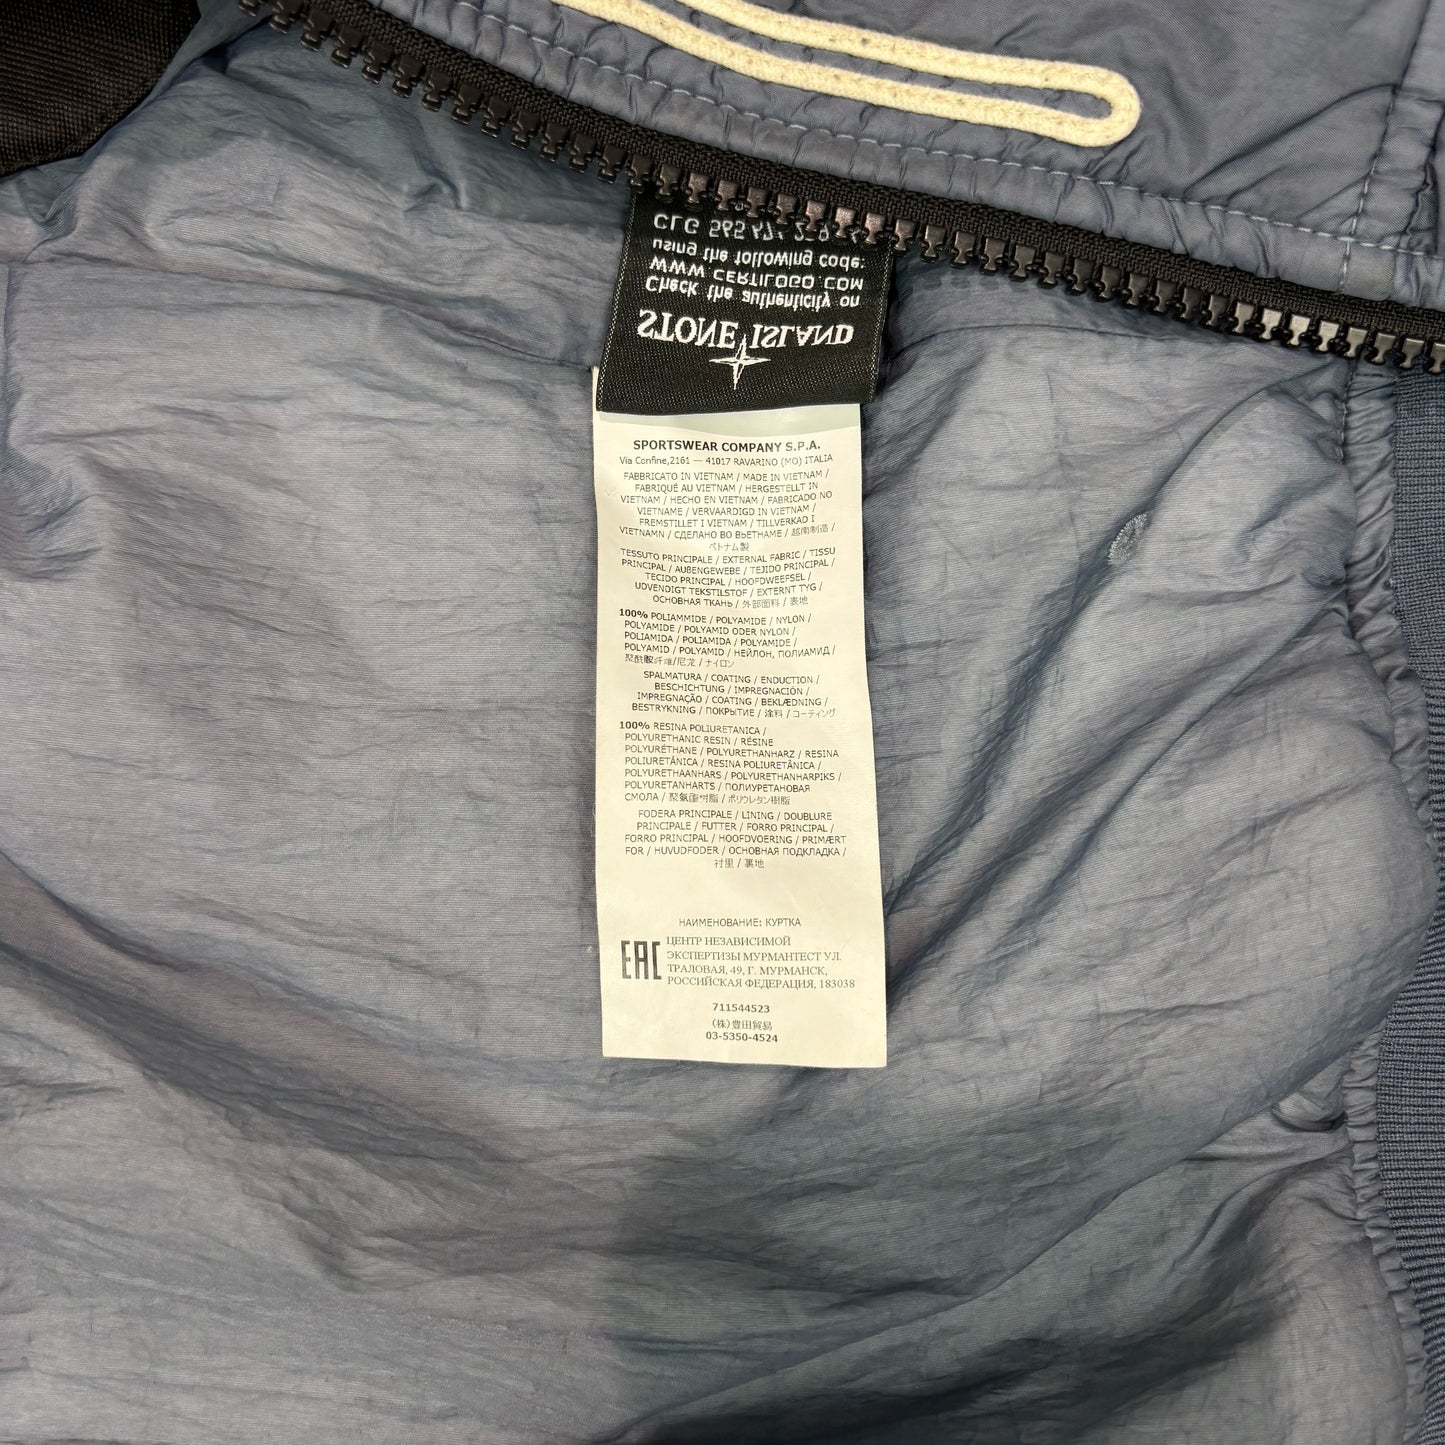 STONE ISLAND
Check the authenticity on
WWW.CERTILOGO.COM
using the following code:
CLG 565
SPORTSWEAR COMPANY S.P.A.
Via Confine,2161 — 41017 RAVARINO (MO) ITALIA
FABBRICATO IN VIETNAM / MADE IN VIETNAM /
FABRIQUÉ AU VIETNAM / HERGESTELLT IN
VIETNAM / HECHO EN VIETNAM / FABRICADO NO
VIETNAME / VERVAARDIGD IN VIETNAM /
FREMSTILLET I VIETNAM / TILLVERKAD I
VIETNAMN / СДЕЛАНО ВО ВЬЕТНАМЕ / 越南制造 /
ベトナム製
TESSUTO PRINCIPALE / EXTERNAL FABRIC / TISSU
PRINCIPAL / AUßENGEWEBE / TEJIDO PRINCIPAL /
TECIDO PRINCIPAL / HOOFDWEEFSEL /
UDVENDIGT TEKSTILSTOF / EXTERNT TYG /
ОСНОВНАЯ ТКАНЬ / 外部面料 / 表地
100% POLIAMMIDE / POLYAMIDE / NYLON /
POLYAMIDE / POLYAMID ODER NYLON /
POLIAMIDA / POLIAMIDA / POLYAMIDE /
POLYAMID / POLYAMID / НЕЙЛОН, ПОЛИАМИД /
聚酰胺纤维/尼龙 / ナイロン
SPALMATURA / COATING / ENDUCTION /
BESCHICHTUNG / IMPREGNACIÓN /
IMPREGNAÇÃO / COATING / BEKLÆDNING /
BESTRYKNING / ПОКРЫТИЕ / 涂料 / コーティング
100% RESINA POLIURETANICA /
POLYURETHANIC RESIN / RÉSINE
POLYURÉTHANE / POLYURETHANHARZ / RESINA
POLIURETÁNICA / RESINA POLIURETÂNICA /
POLYURETHAANHARS / POLYURETHANHARPIKS /
POLYURETANHARTS / ПОЛИУРЕТАНОВАЯ
СМОЛА / 聚氨酯树脂 / ポリウレタン樹脂
FODERA PRINCIPALE / LINING / DOUBLURE
PRINCIPALE / FUTTER / FORRO PRINCIPAL /
FORRO PRINCIPAL / HOOFDVOERING / PRIMÆRT
FOR / HUVUDFODER / ОСНОВНАЯ ПОДКЛАДКА /
衬里 / 裏地
НАИМЕНОВАНИЕ: КУРТКА
EAC ЦЕНТР НЕЗАВИСИМОЙ
ЭКСПЕРТИЗЫ МУРМАНТЕСТ УЛ.
ТРАЛОВАЯ, 49, Г. МУРМАНСК,
РОССИЙСКАЯ ФЕДЕРАЦИЯ, 183038
711544523
(株)豊田貿易
03-5350-4524